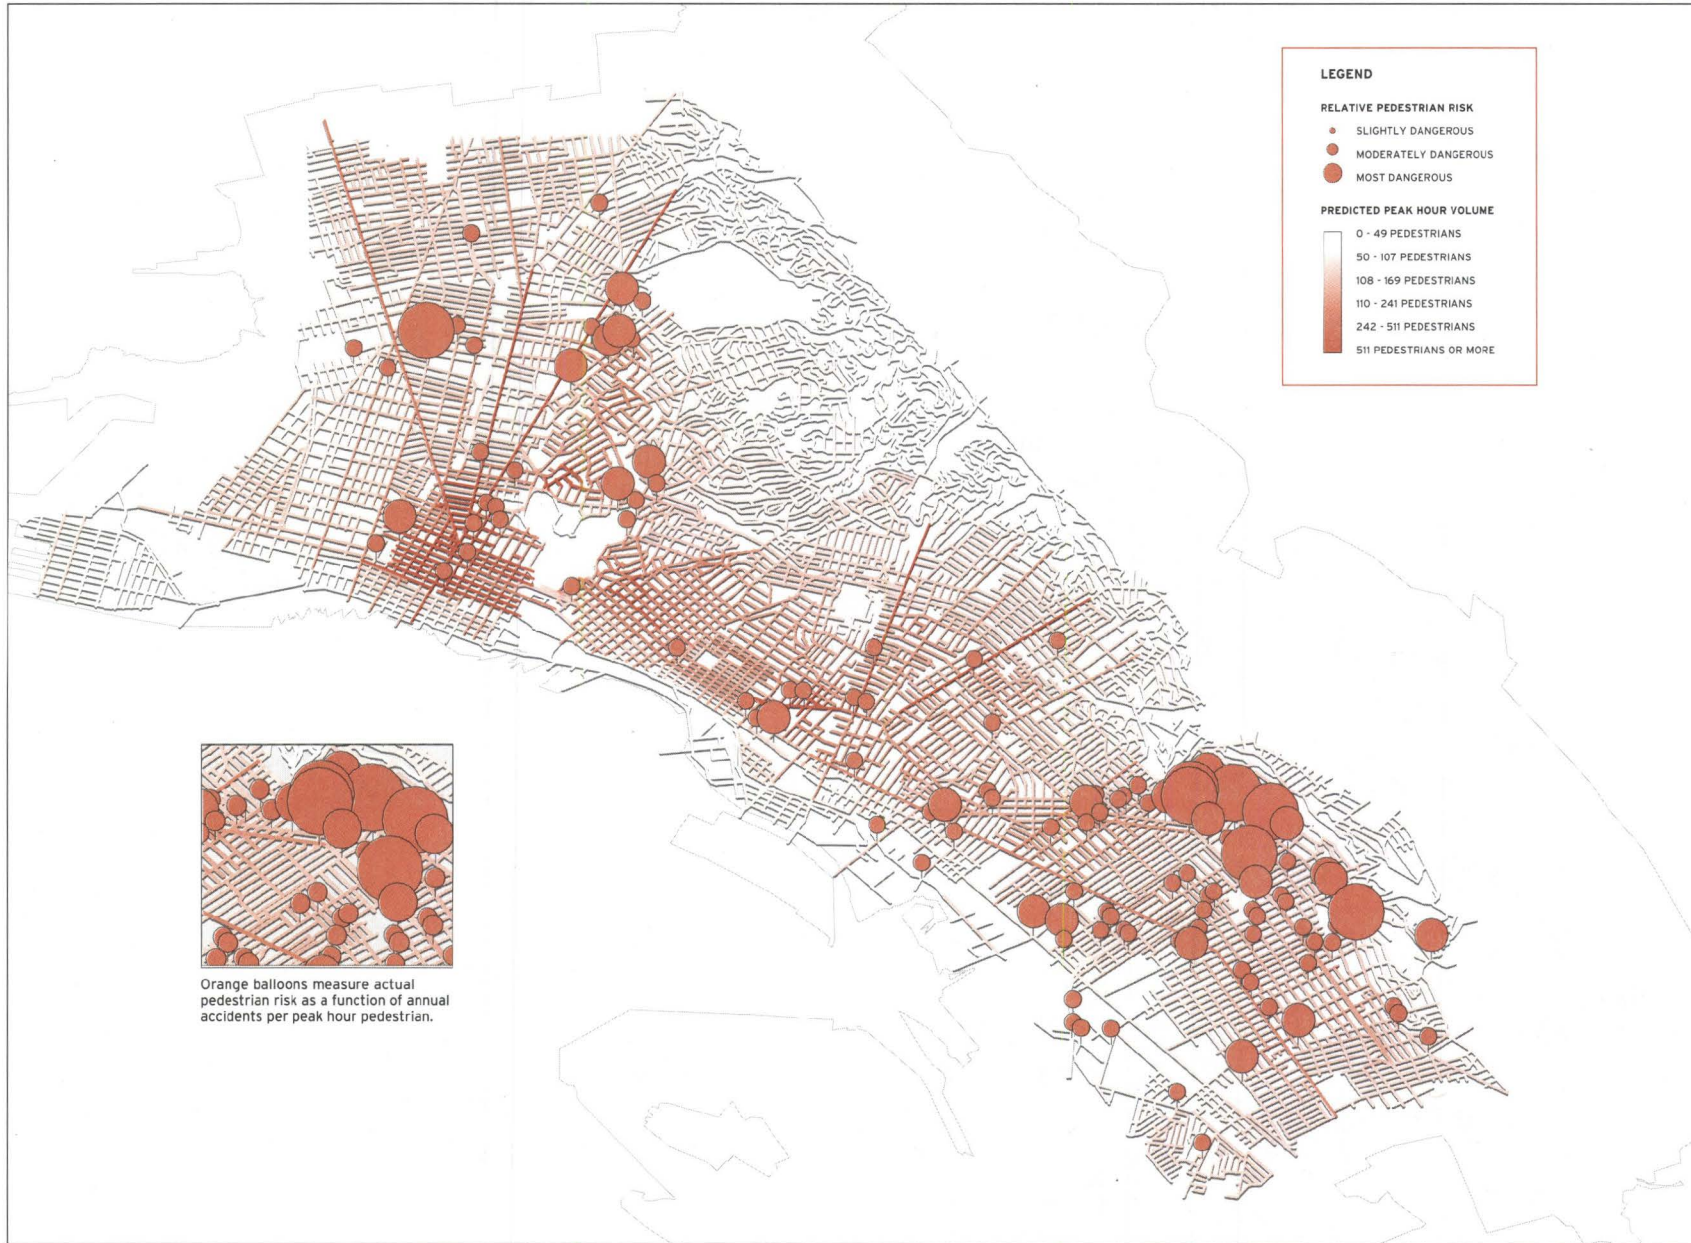 LEGEND
RELATIVE PEDESTRIAN RISK
SLIGHTLY DANGEROUS
MODERATELY DANGEROUS
MOST DANGEROUS
PREDICTED PEAK HOUR VOLUME
0 - 49 PEDESTRIANS
50 - 107 PEDESTRIANS
108 - 169 PEDESTRIANS
110 - 241 PEDESTRIANS
242 - 511 PEDESTRIANS
511 PEDESTRIANS OR MORE
Orange balloons measure actual
pedestrian risk as a function of annual
accidents per peak hour pedestrian.